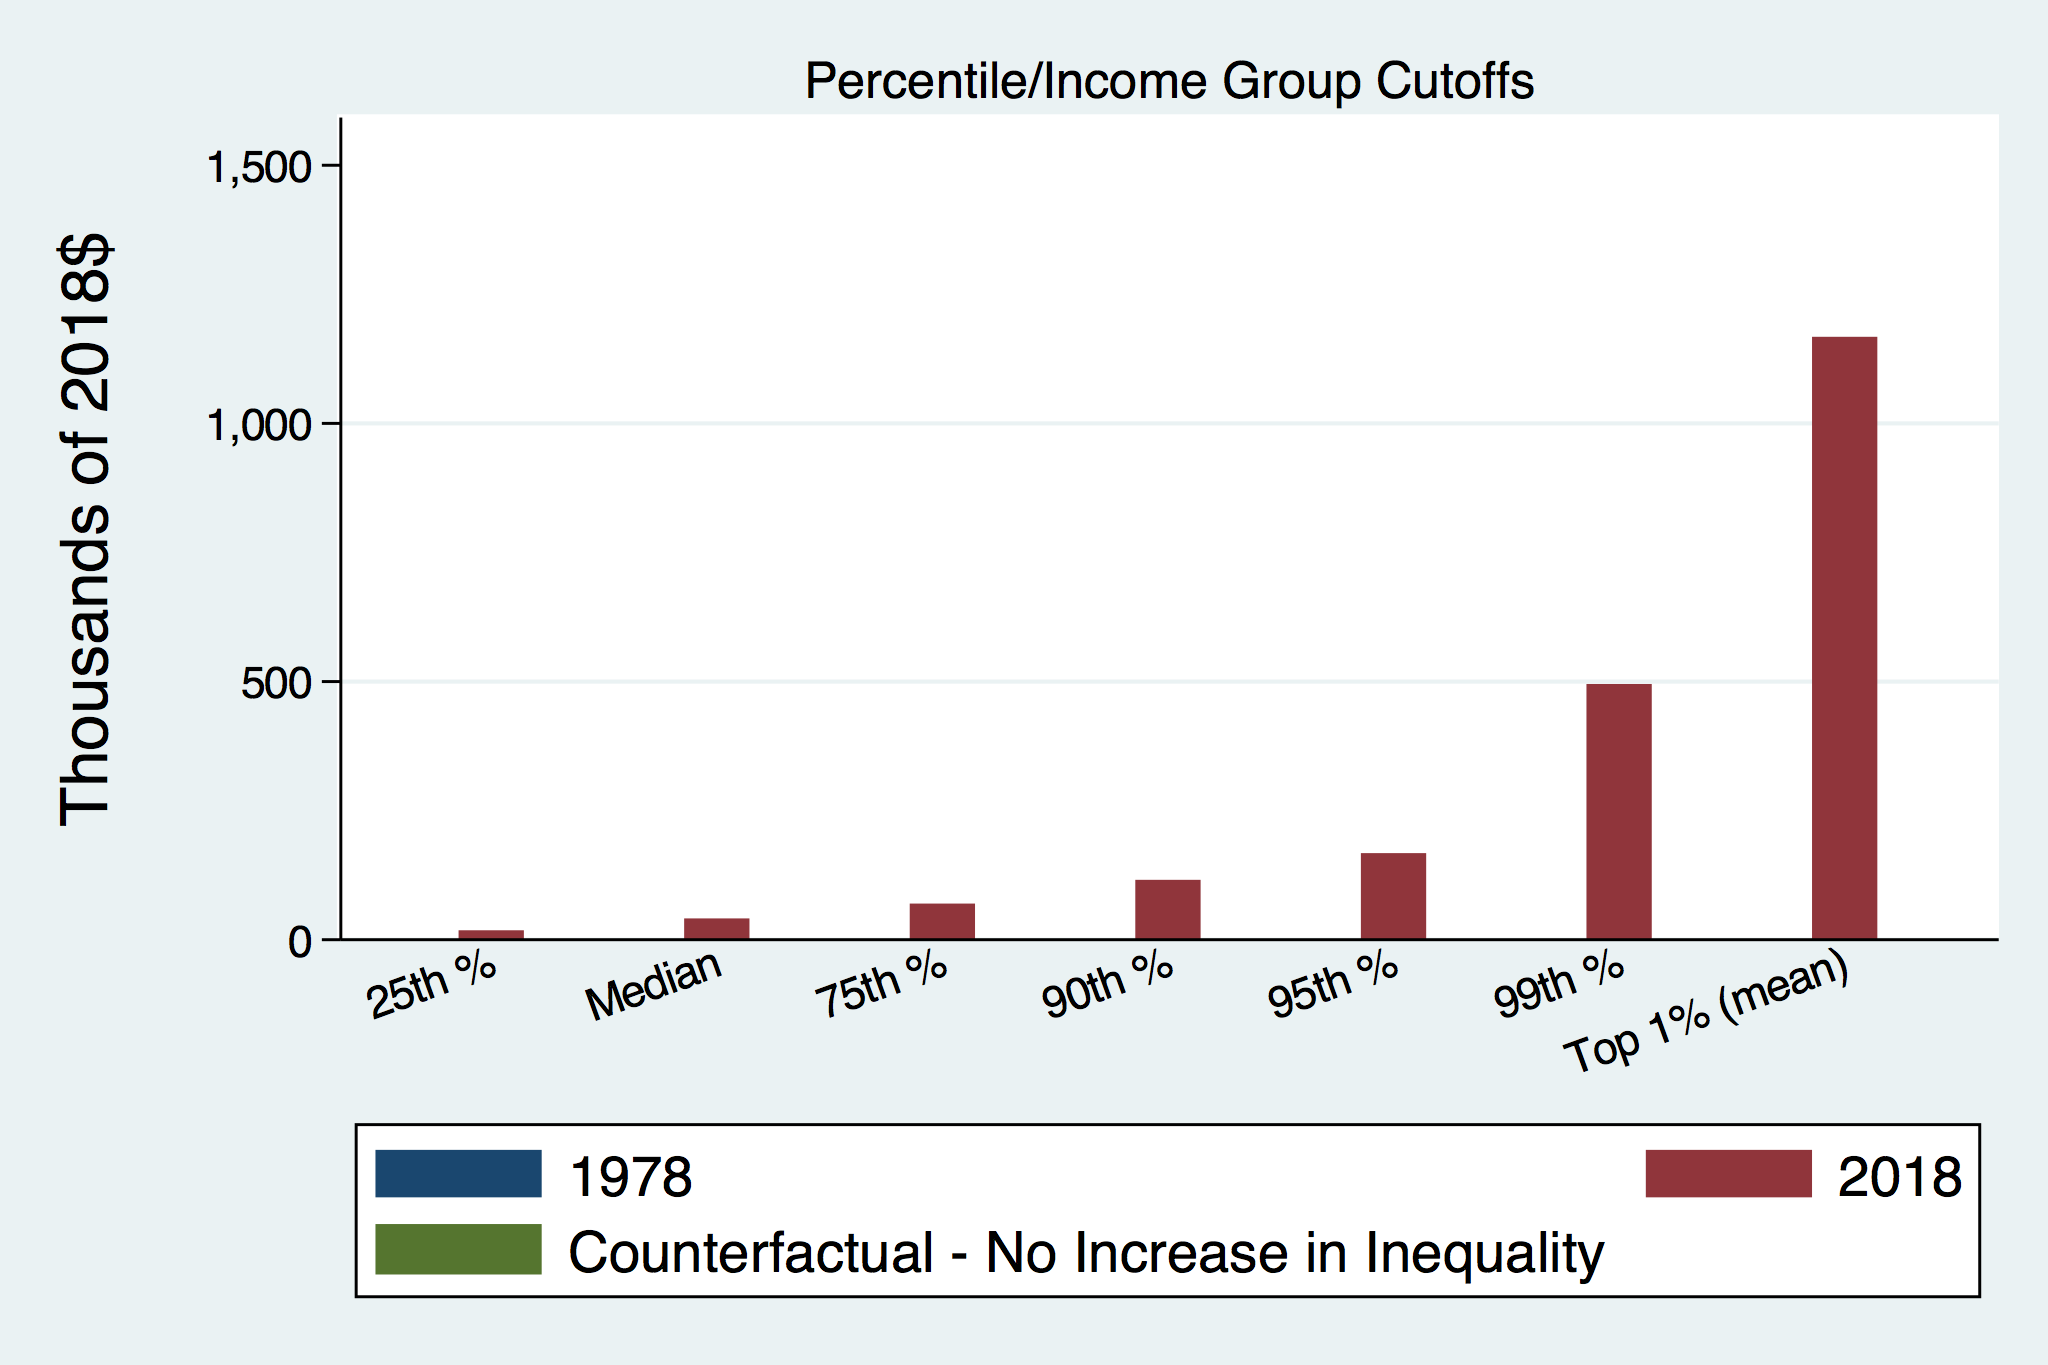 Percentile/Income Group Cutoffs
Thousands of 2018$
1,500
1,000
500
0
25th %
Median
75th %
90th %
95th %
99th %
Top 1% (mean)
1978
2018
Counterfactual - No Increase in Inequality